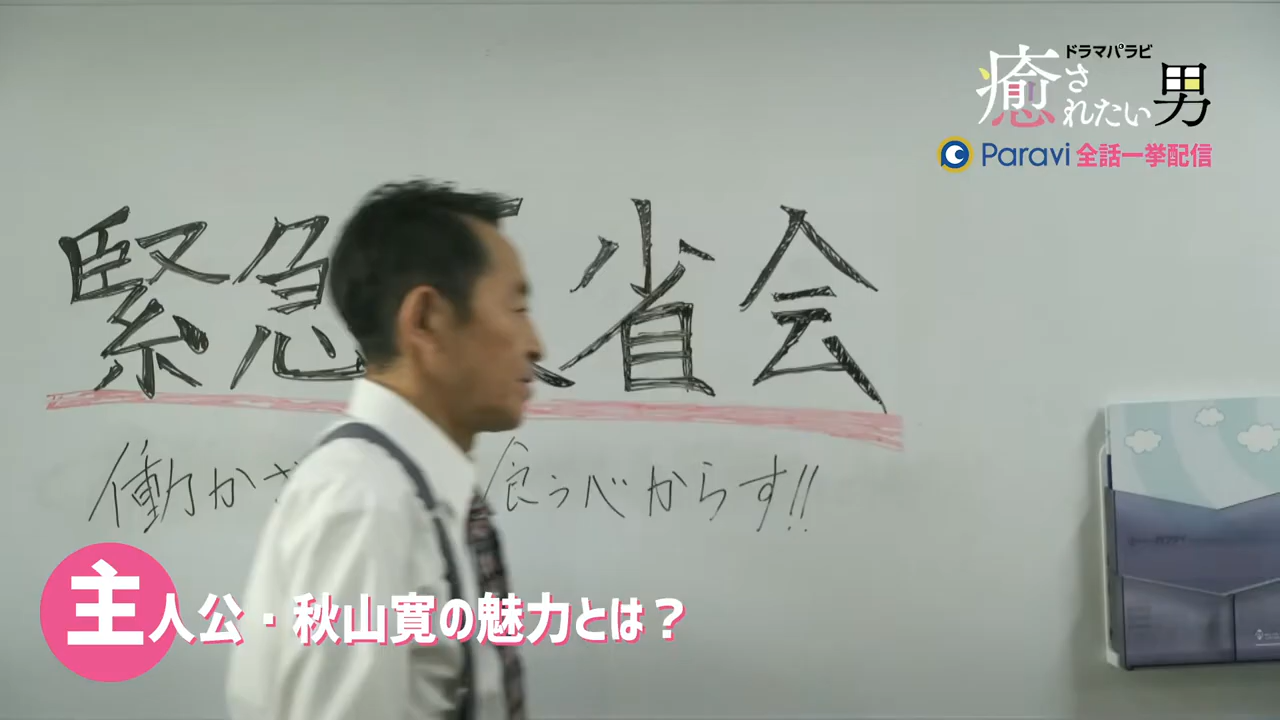 ドラマパラビ
癒されたい男
Paravi 全話一挙配信
緊急 省会
働かざ 食うべからず!!
主人公・秋山寛の魅力とは？